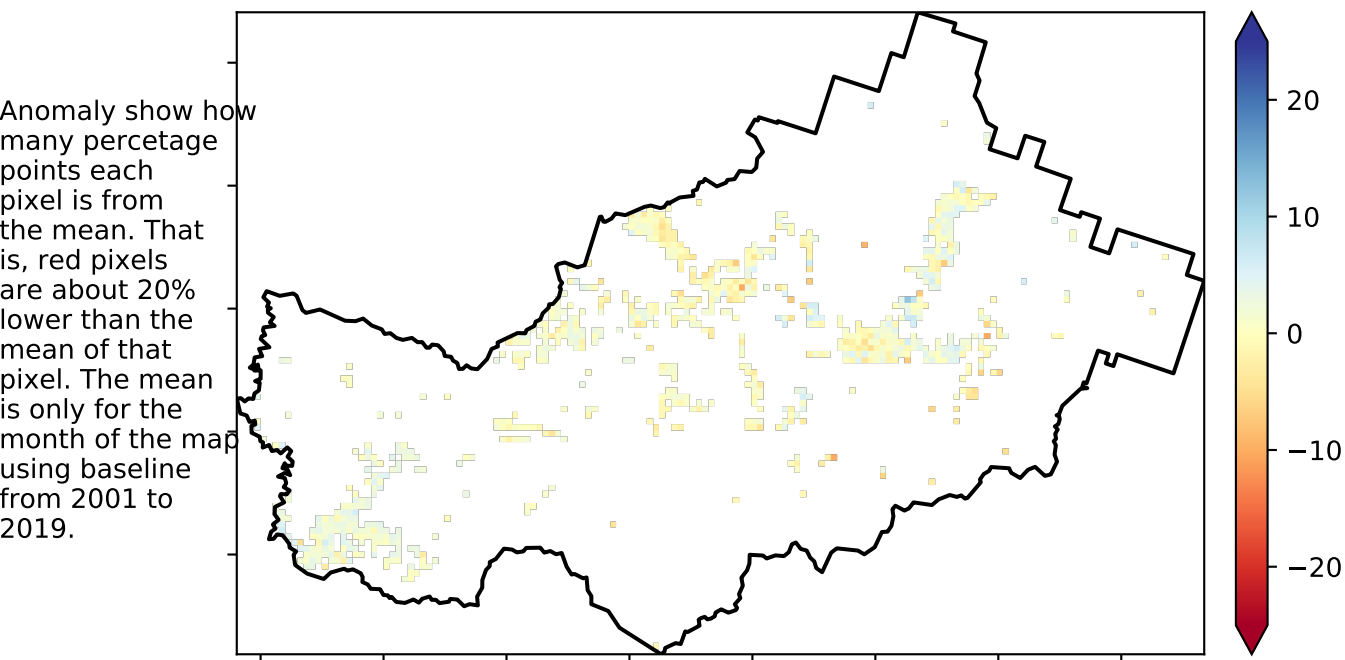 Anomaly show how
many percetage
points each
pixel is from
the mean. That
is, red pixels
are about 20%
lower than the
mean of that
pixel. The mean
is only for the
month of the map
using baseline
from 2001 to
2019.
20
10
0
−10
−20